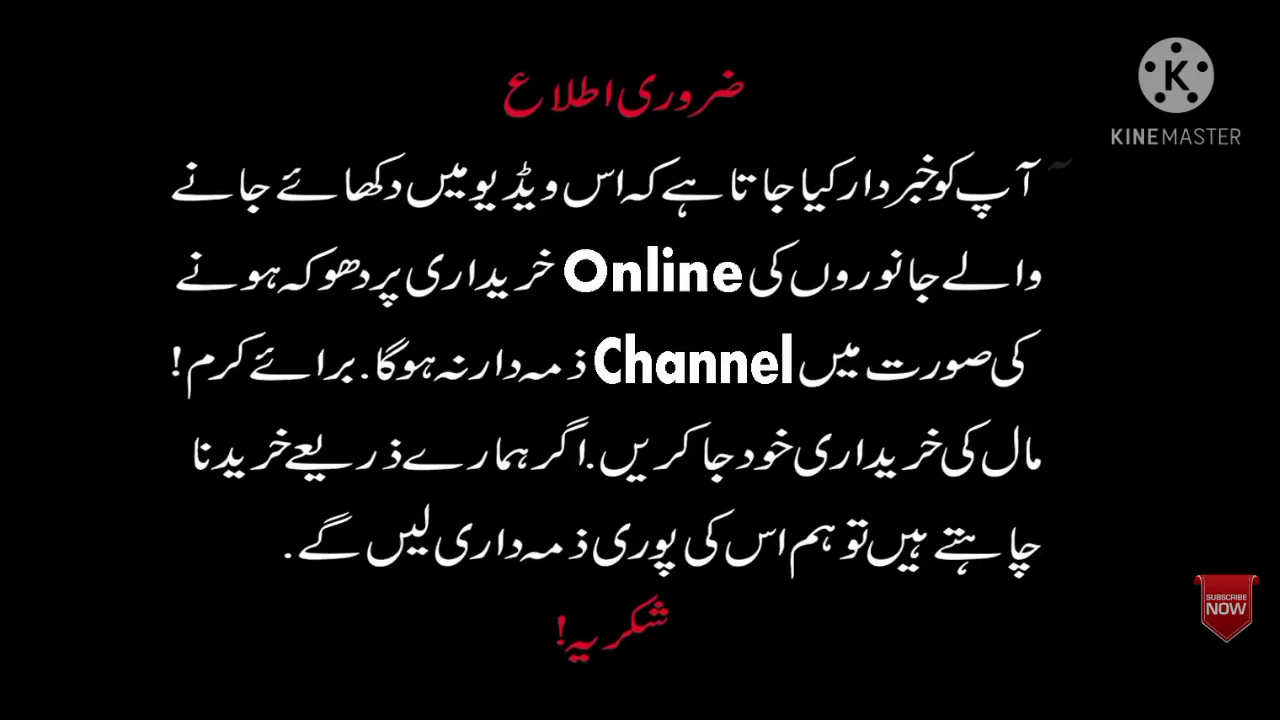 ضروری اطلاع
آپ کو خبردار کیا جاتا ہے کہ اس ویڈیو میں دکھائے جانے
والے جانوروں کی Online خریداری پر دھوکہ ہونے
کی صورت میں Channel ذمہ دار نہ ہوگا. برائے کرم!
مال کی خریداری خود جا کریں. اگر ہمارے ذریعے خریدنا
چاہتے ہیں تو ہم اس کی پوری ذمہ داری لیں گے.
شکریہ!
K
KINEMASTER
SUBSCRIBE
NOW